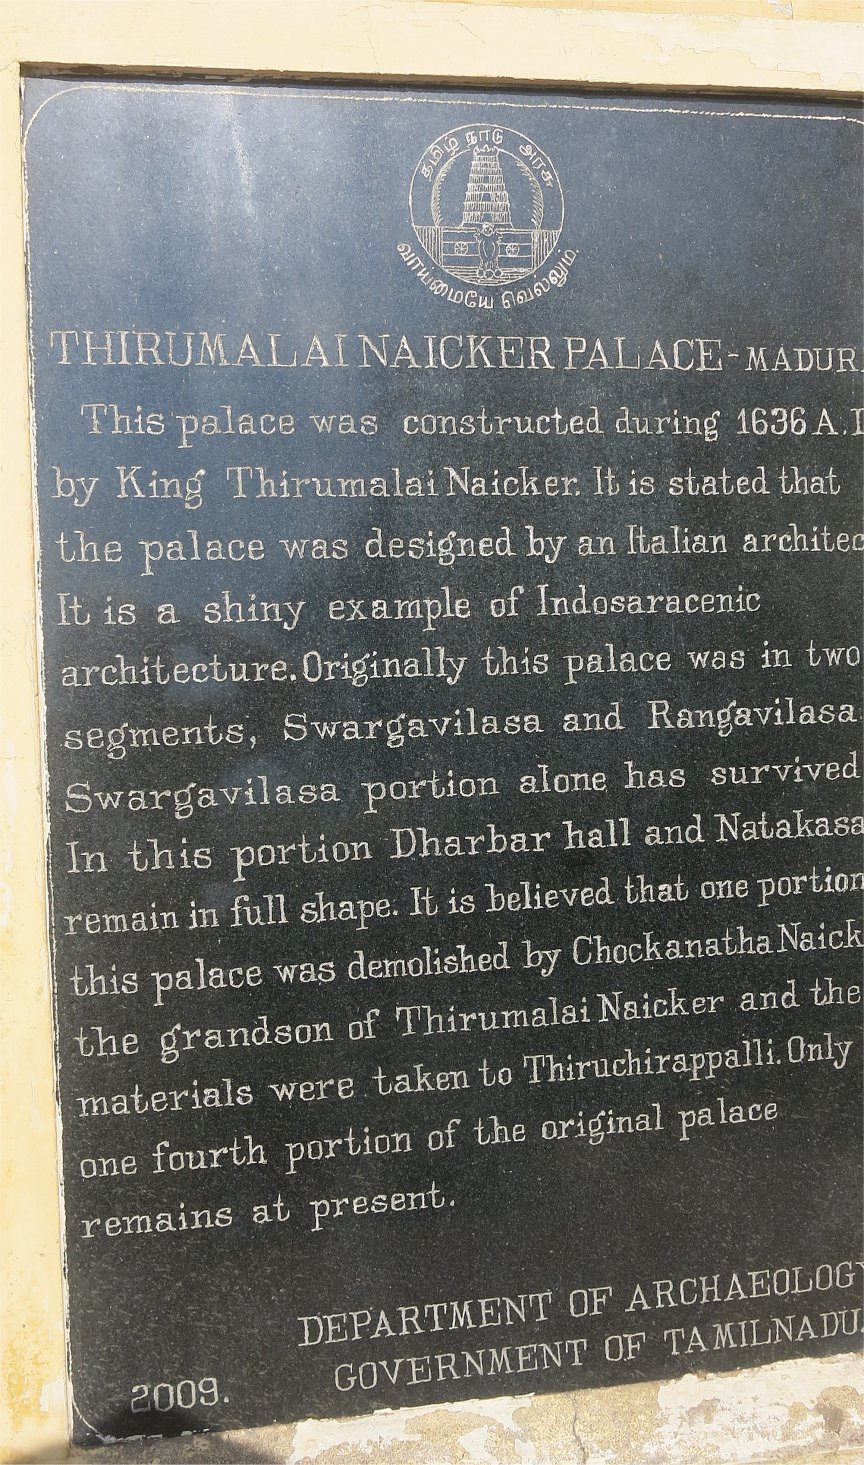 தமிழ் நாடு அரசு
வாய்மையே வெல்லும்.
THIRUMALAI NAICKER PALACE - MADUR
This palace was constructed during 1636 A.D
by King Thirumalai Naicker. It is stated that
the palace was designed by an Italian architec
It is a shiny example of Indosaracenic
architecture. Originally this palace was in two
segments, Swargavilasa and Rangavilasa
Swargavilasa portion alone has survived
In this portion Dharbar hall and Natakasa
remain in full shape. It is believed that one portion
this palace was demolished by Chockanatha Naick
the grandson of Thirumalai Naicker and the
materials were taken to Thiruchirappalli. Only
one fourth portion of the original palace
remains at present.
DEPARTMENT OF ARCHAEOLOGY
GOVERNMENT OF TAMILNADU.
2009.